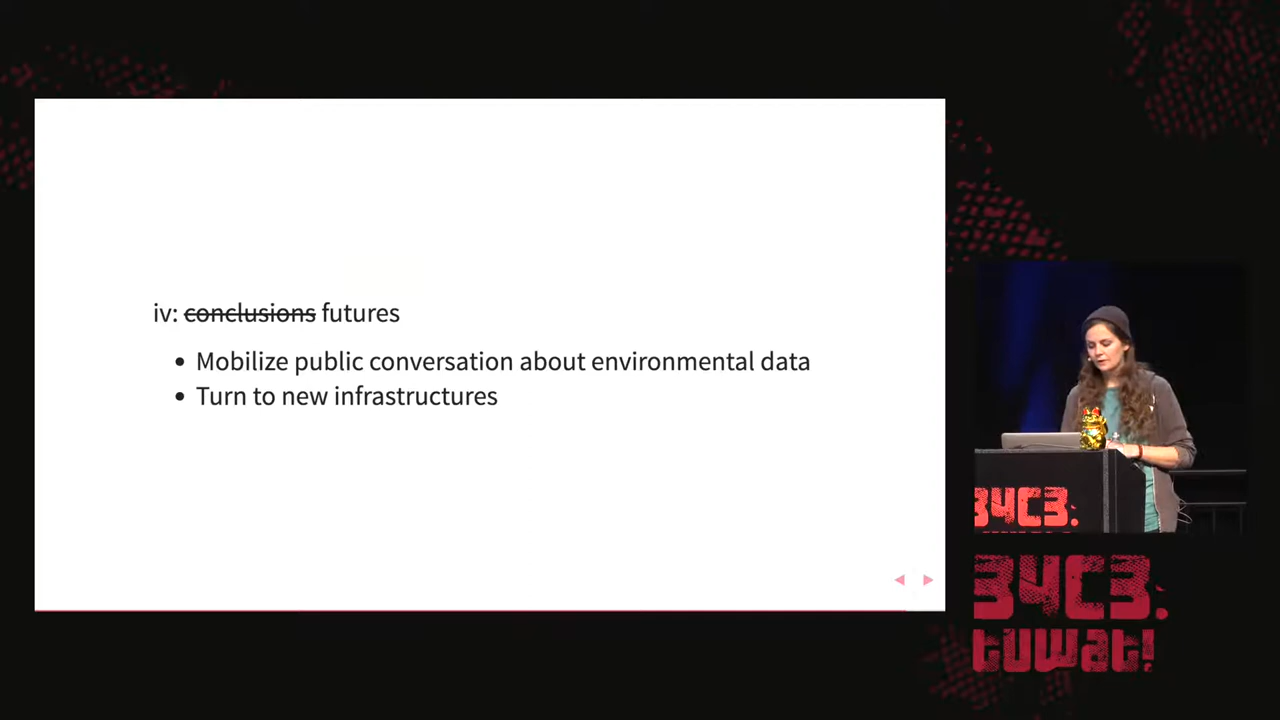 iv: conclusions futures
• Mobilize public conversation about environmental data
• Turn to new infrastructures
34C3.
34C3:
tuwat!